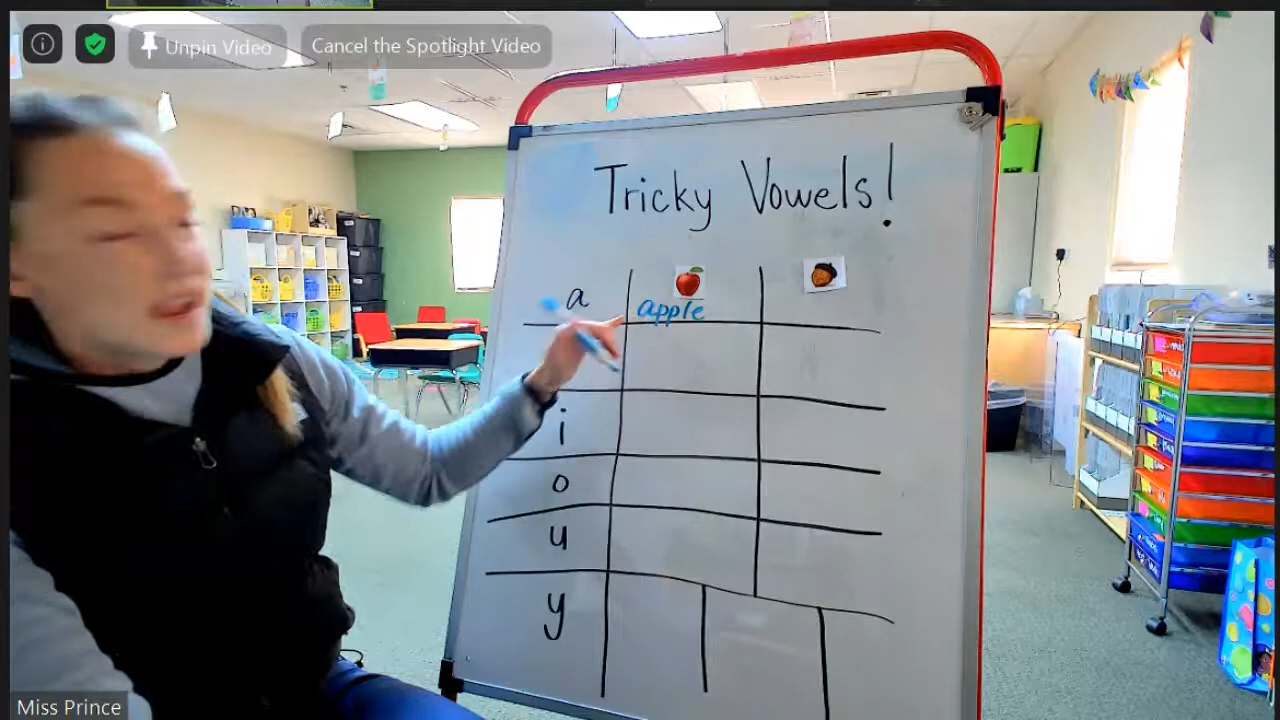 Unpin Video
Cancel the Spotlight Video
Tricky Vowels!
a
apple
i
o
u
y
Miss Prince